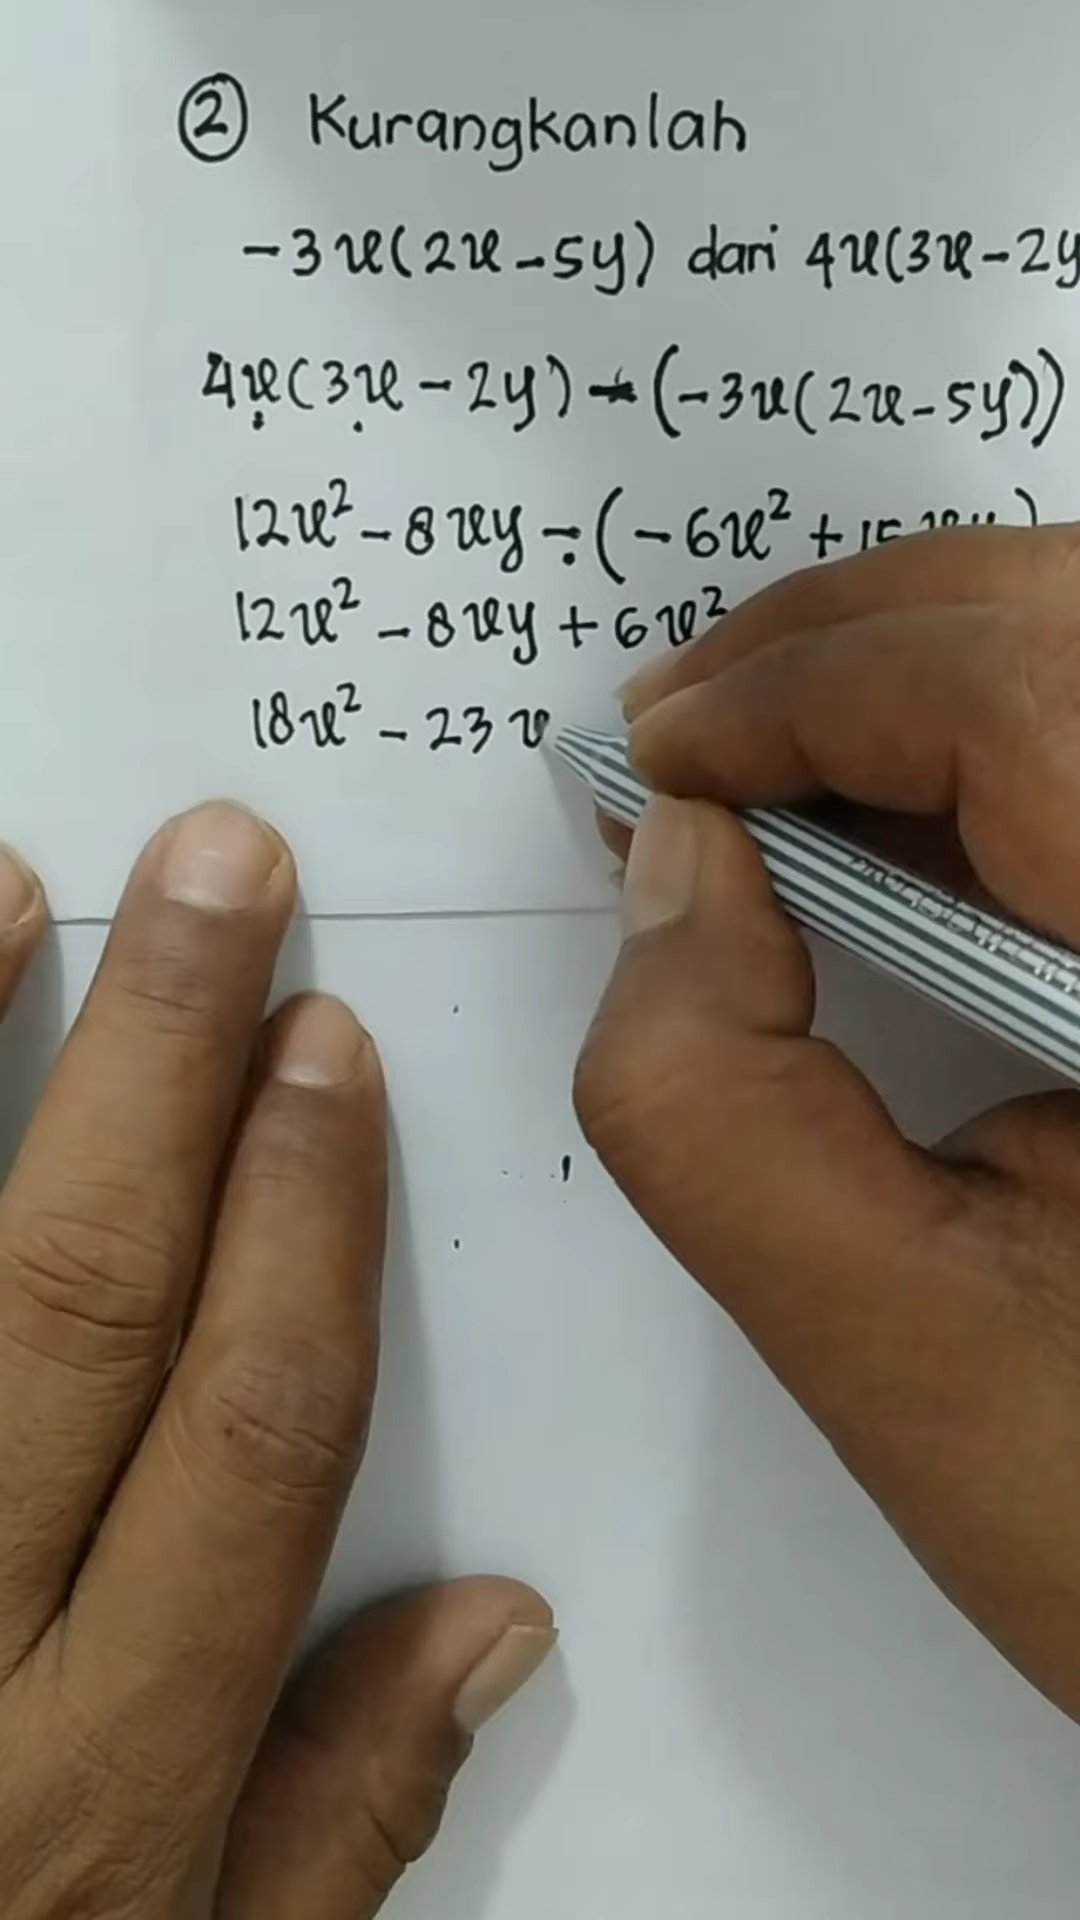 ② Kurangkanlah
-3x(2x-5y) dari 4x(3x-2y
4x(3x-2y)-(-3x(2x-5y))
12x²-8xy-(-6x²+15xy)
12x²-8xy+6x²
18x²-23x